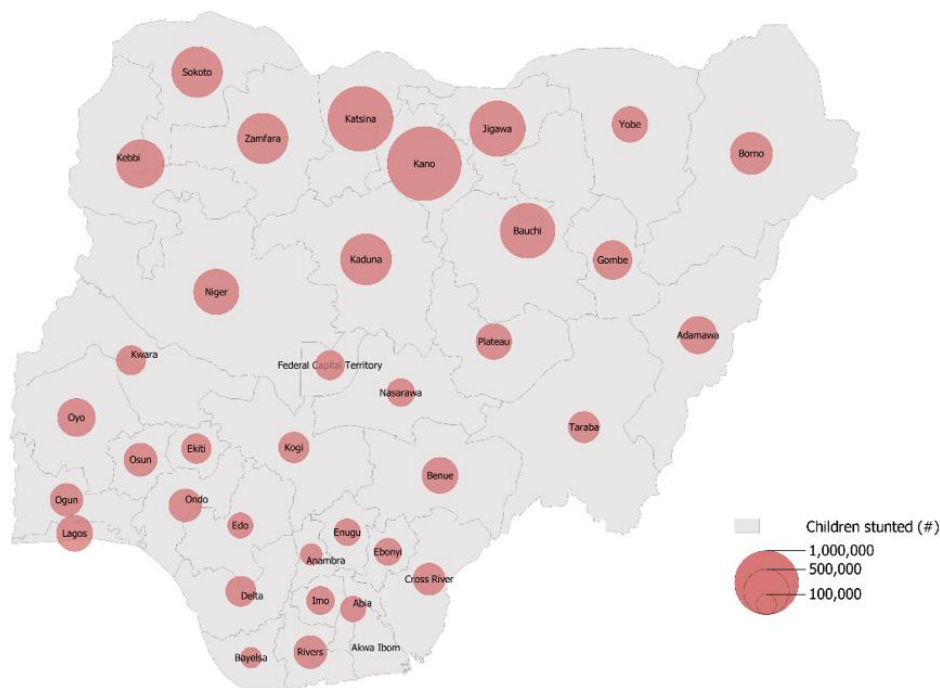 Sokoto
Katsina
Jigawa
Yobe
Zamfara
Kano
Borno
Kebbi
Bauchi
Kaduna
Gombe
Niger
Adamawa
Plateau
Kwara
Federal Capital Territory
Nasarawa
Oyo
Taraba
Ekiti
Kogi
Osun
Benue
Ogun
Ondo
Edo
Lagos
Enugu
Ebonyi
Anambra
Cross River
Delta
Imo
Abia
Akwa Ibom
Rivers
Bayelsa
Children stunted (#)
1,000,000
500,000
100,000